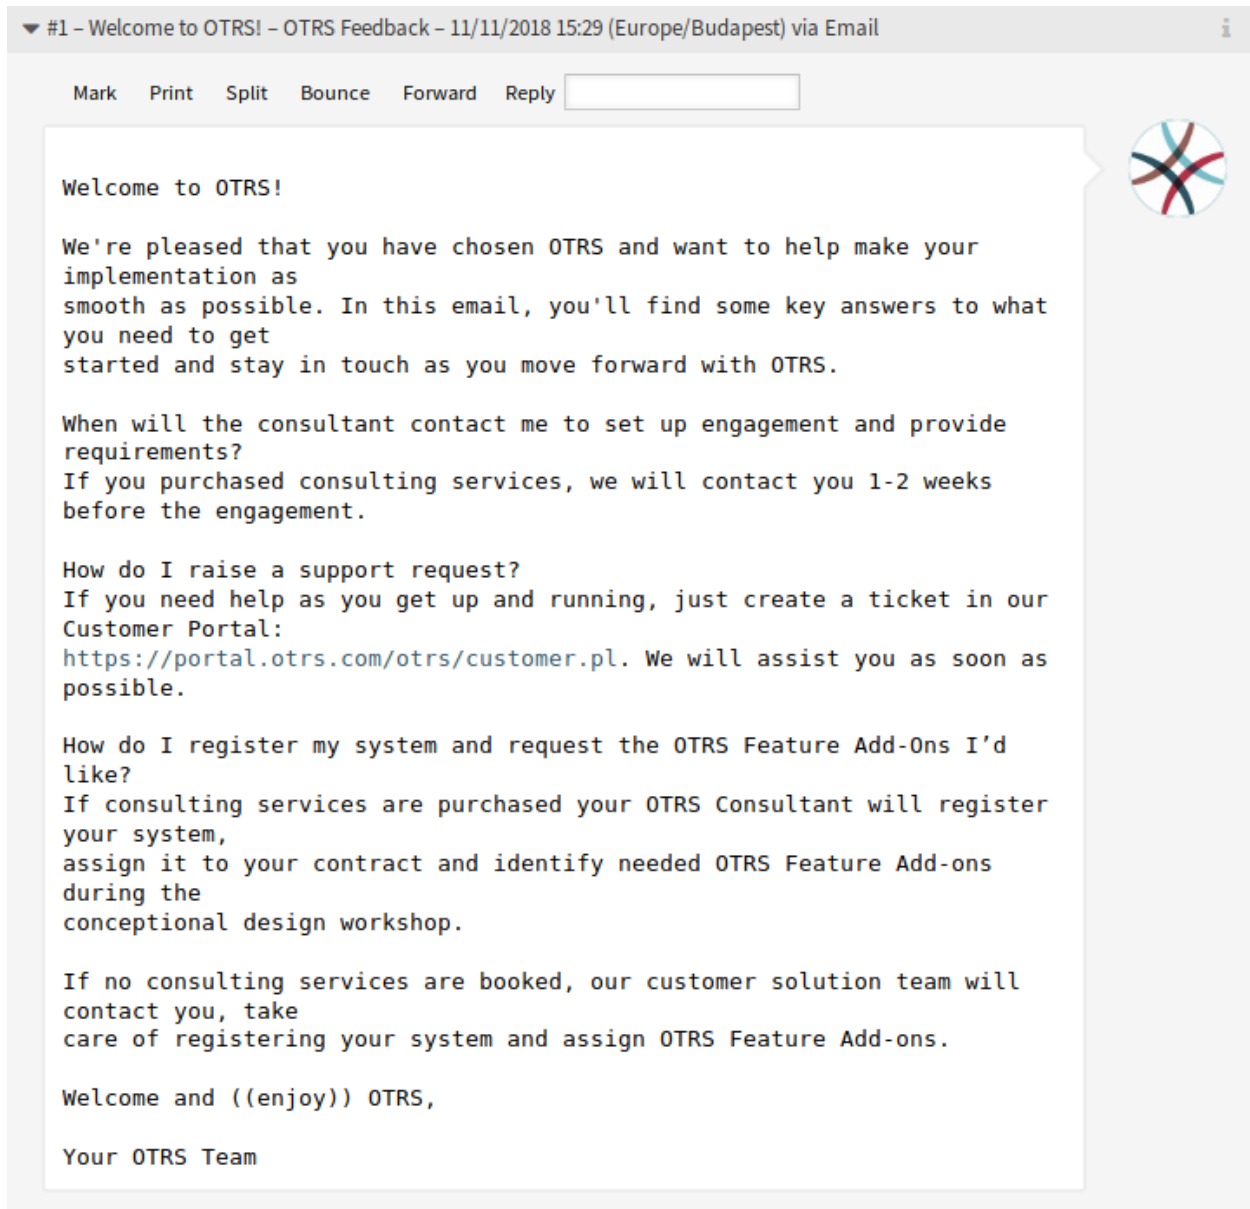 #1 – Welcome to OTRS! – OTRS Feedback – 11/11/2018 15:29 (Europe/Budapest) via Email
Mark Print Split Bounce Forward Reply
Welcome to OTRS!
We're pleased that you have chosen OTRS and want to help make your
implementation as
smooth as possible. In this email, you'll find some key answers to what
you need to get
started and stay in touch as you move forward with OTRS.
When will the consultant contact me to set up engagement and provide
requirements?
If you purchased consulting services, we will contact you 1-2 weeks
before the engagement.
How do I raise a support request?
If you need help as you get up and running, just create a ticket in our
Customer Portal:
https://portal.otrs.com/otrs/customer.pl. We will assist you as soon as
possible.
How do I register my system and request the OTRS Feature Add-Ons I’d
like?
If consulting services are purchased your OTRS Consultant will register
your system,
assign it to your contract and identify needed OTRS Feature Add-ons
during the
conceptional design workshop.
If no consulting services are booked, our customer solution team will
contact you, take
care of registering your system and assign OTRS Feature Add-ons.
Welcome and ((enjoy)) OTRS,
Your OTRS Team